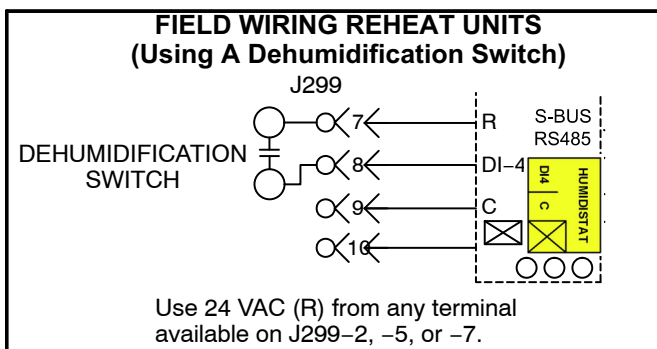 FIELD WIRING REHEAT UNITS
(Using A Dehumidification Switch)
J299
DEHUMIDIFICATION
SWITCH
7
R
8
DI-4
9
C
10
S-BUS
RS485
DI4
C
HUMIDISTAT
Use 24 VAC (R) from any terminal
available on J299-2, -5, or -7.